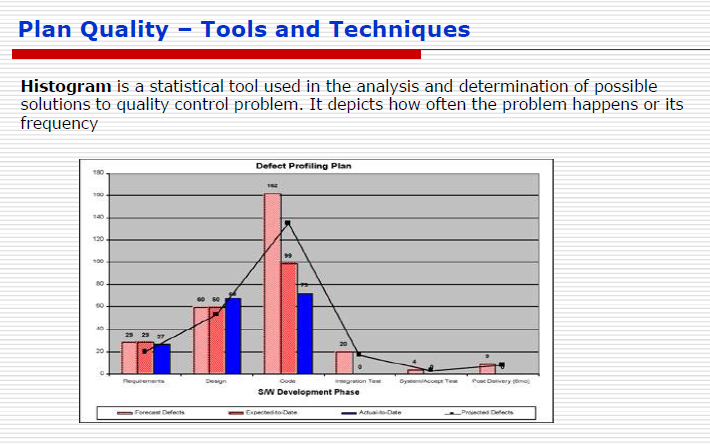 Plan Quality – Tools and Techniques
Histogram is a statistical tool used in the analysis and determination of possible
solutions to quality control problem. It depicts how often the problem happens or its
frequency
Defect Profiling Plan
180
160
140
120
100
80
60
40
20
0
29 29 27
60 60
162 99 73
20 0
4
9 0
Requirements Design Code Integration Test System/Accept Test Post Delivery (6mo)
S/W Development Phase
Forecast Defects Expected-to-Date Actual-to-Date Projected Defects